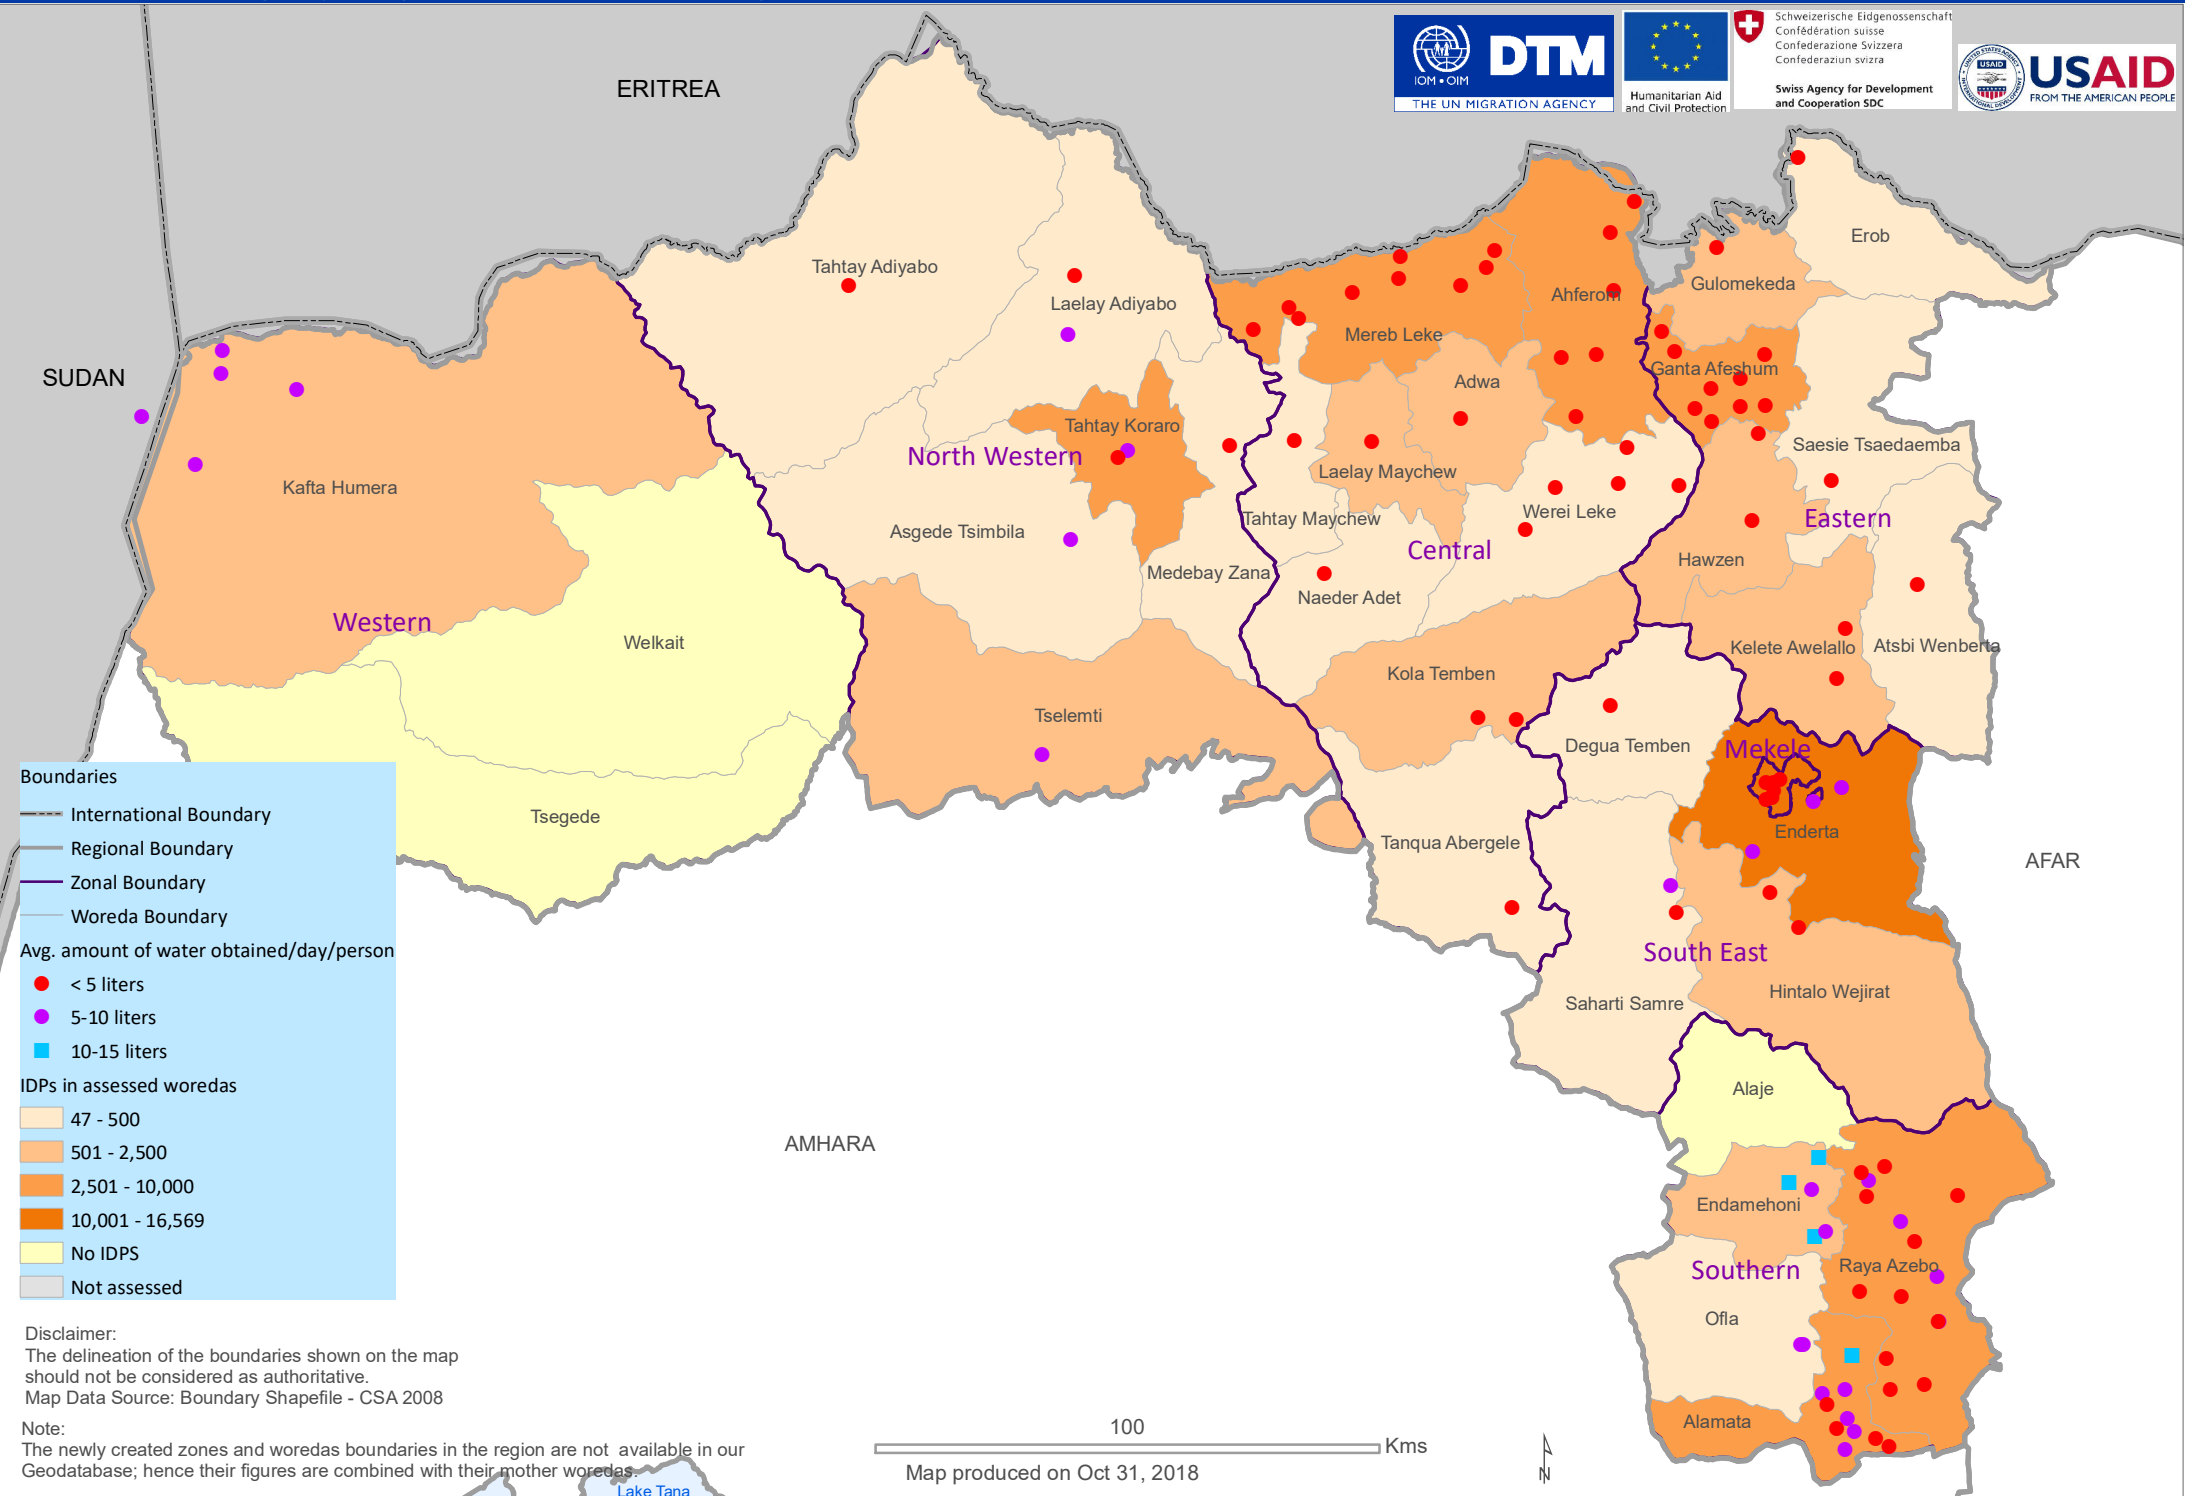 ERITREA
IOM • OIM
DTM
THE UN MIGRATION AGENCY
Humanitarian Aid
and Civil Protection
Schweizerische Eidgenossenschaft
Confédération suisse
Confederazione Svizzera
Confederaziun svizra
Swiss Agency for Development
and Cooperation SDC
USAID
USAID
FROM THE AMERICAN PEOPLE
Erob
Tahtay Adiyabo
Laelay Adiyabo
Gulomekeda
Ahferom
Mereb Leke
SUDAN
Ganta Afeshum
Adwa
Tahtay Koraro
Saesie Tsaedaemba
North Western
Laelay Maychew
Kafta Humera
Werei Leke
Tahtay Maychew
Eastern
Asgede Tsimbila
Central
Hawzen
Medebay Zana
Naeder Adet
Western
Welkait
Kelete Awelallo
Atsbi Wenberta
Kola Temben
Tselemti
Degua Temben
Mekele
Tsegede
Enderta
Tanqua Abergele
AFAR
South East
Hintalo Wejirat
Saharti Samre
Alaje
AMHARA
Endamehoni
Raya Azebo
Southern
Ofla
Alamata
Boundaries
International Boundary
Regional Boundary
Zonal Boundary
Woreda Boundary
Avg. amount of water obtained/day/person
< 5 liters
5-10 liters
10-15 liters
IDPs in assessed woredas
47 - 500
501 - 2,500
2,501 - 10,000
10,001 - 16,569
No IDPS
Not assessed
Disclaimer:
The delineation of the boundaries shown on the map
should not be considered as authoritative.
Map Data Source: Boundary Shapefile - CSA 2008
Note:
The newly created zones and woredas boundaries in the region are not available in our
Geodatabase; hence their figures are combined with their mother woredas.
Lake Tana
100
Kms
Map produced on Oct 31, 2018
N